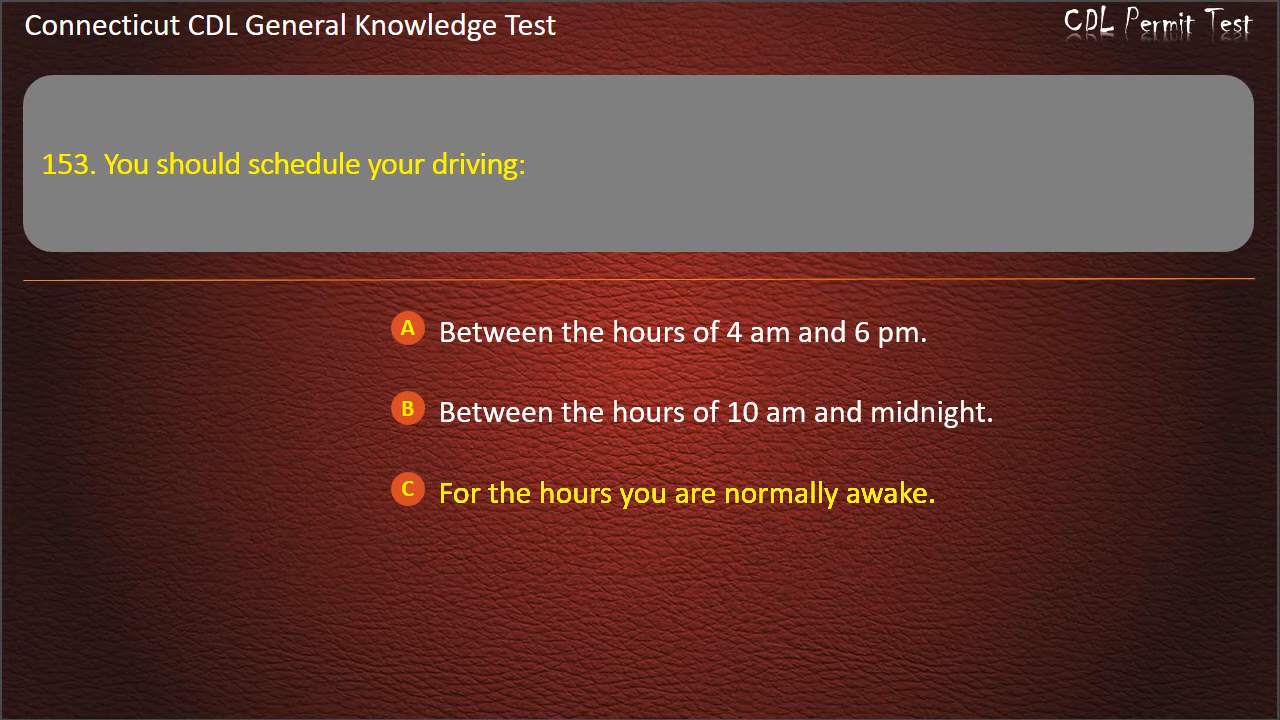 Connecticut CDL General Knowledge Test
CDL Permit Test
153. You should schedule your driving:
A Between the hours of 4 am and 6 pm.
B Between the hours of 10 am and midnight.
C For the hours you are normally awake.